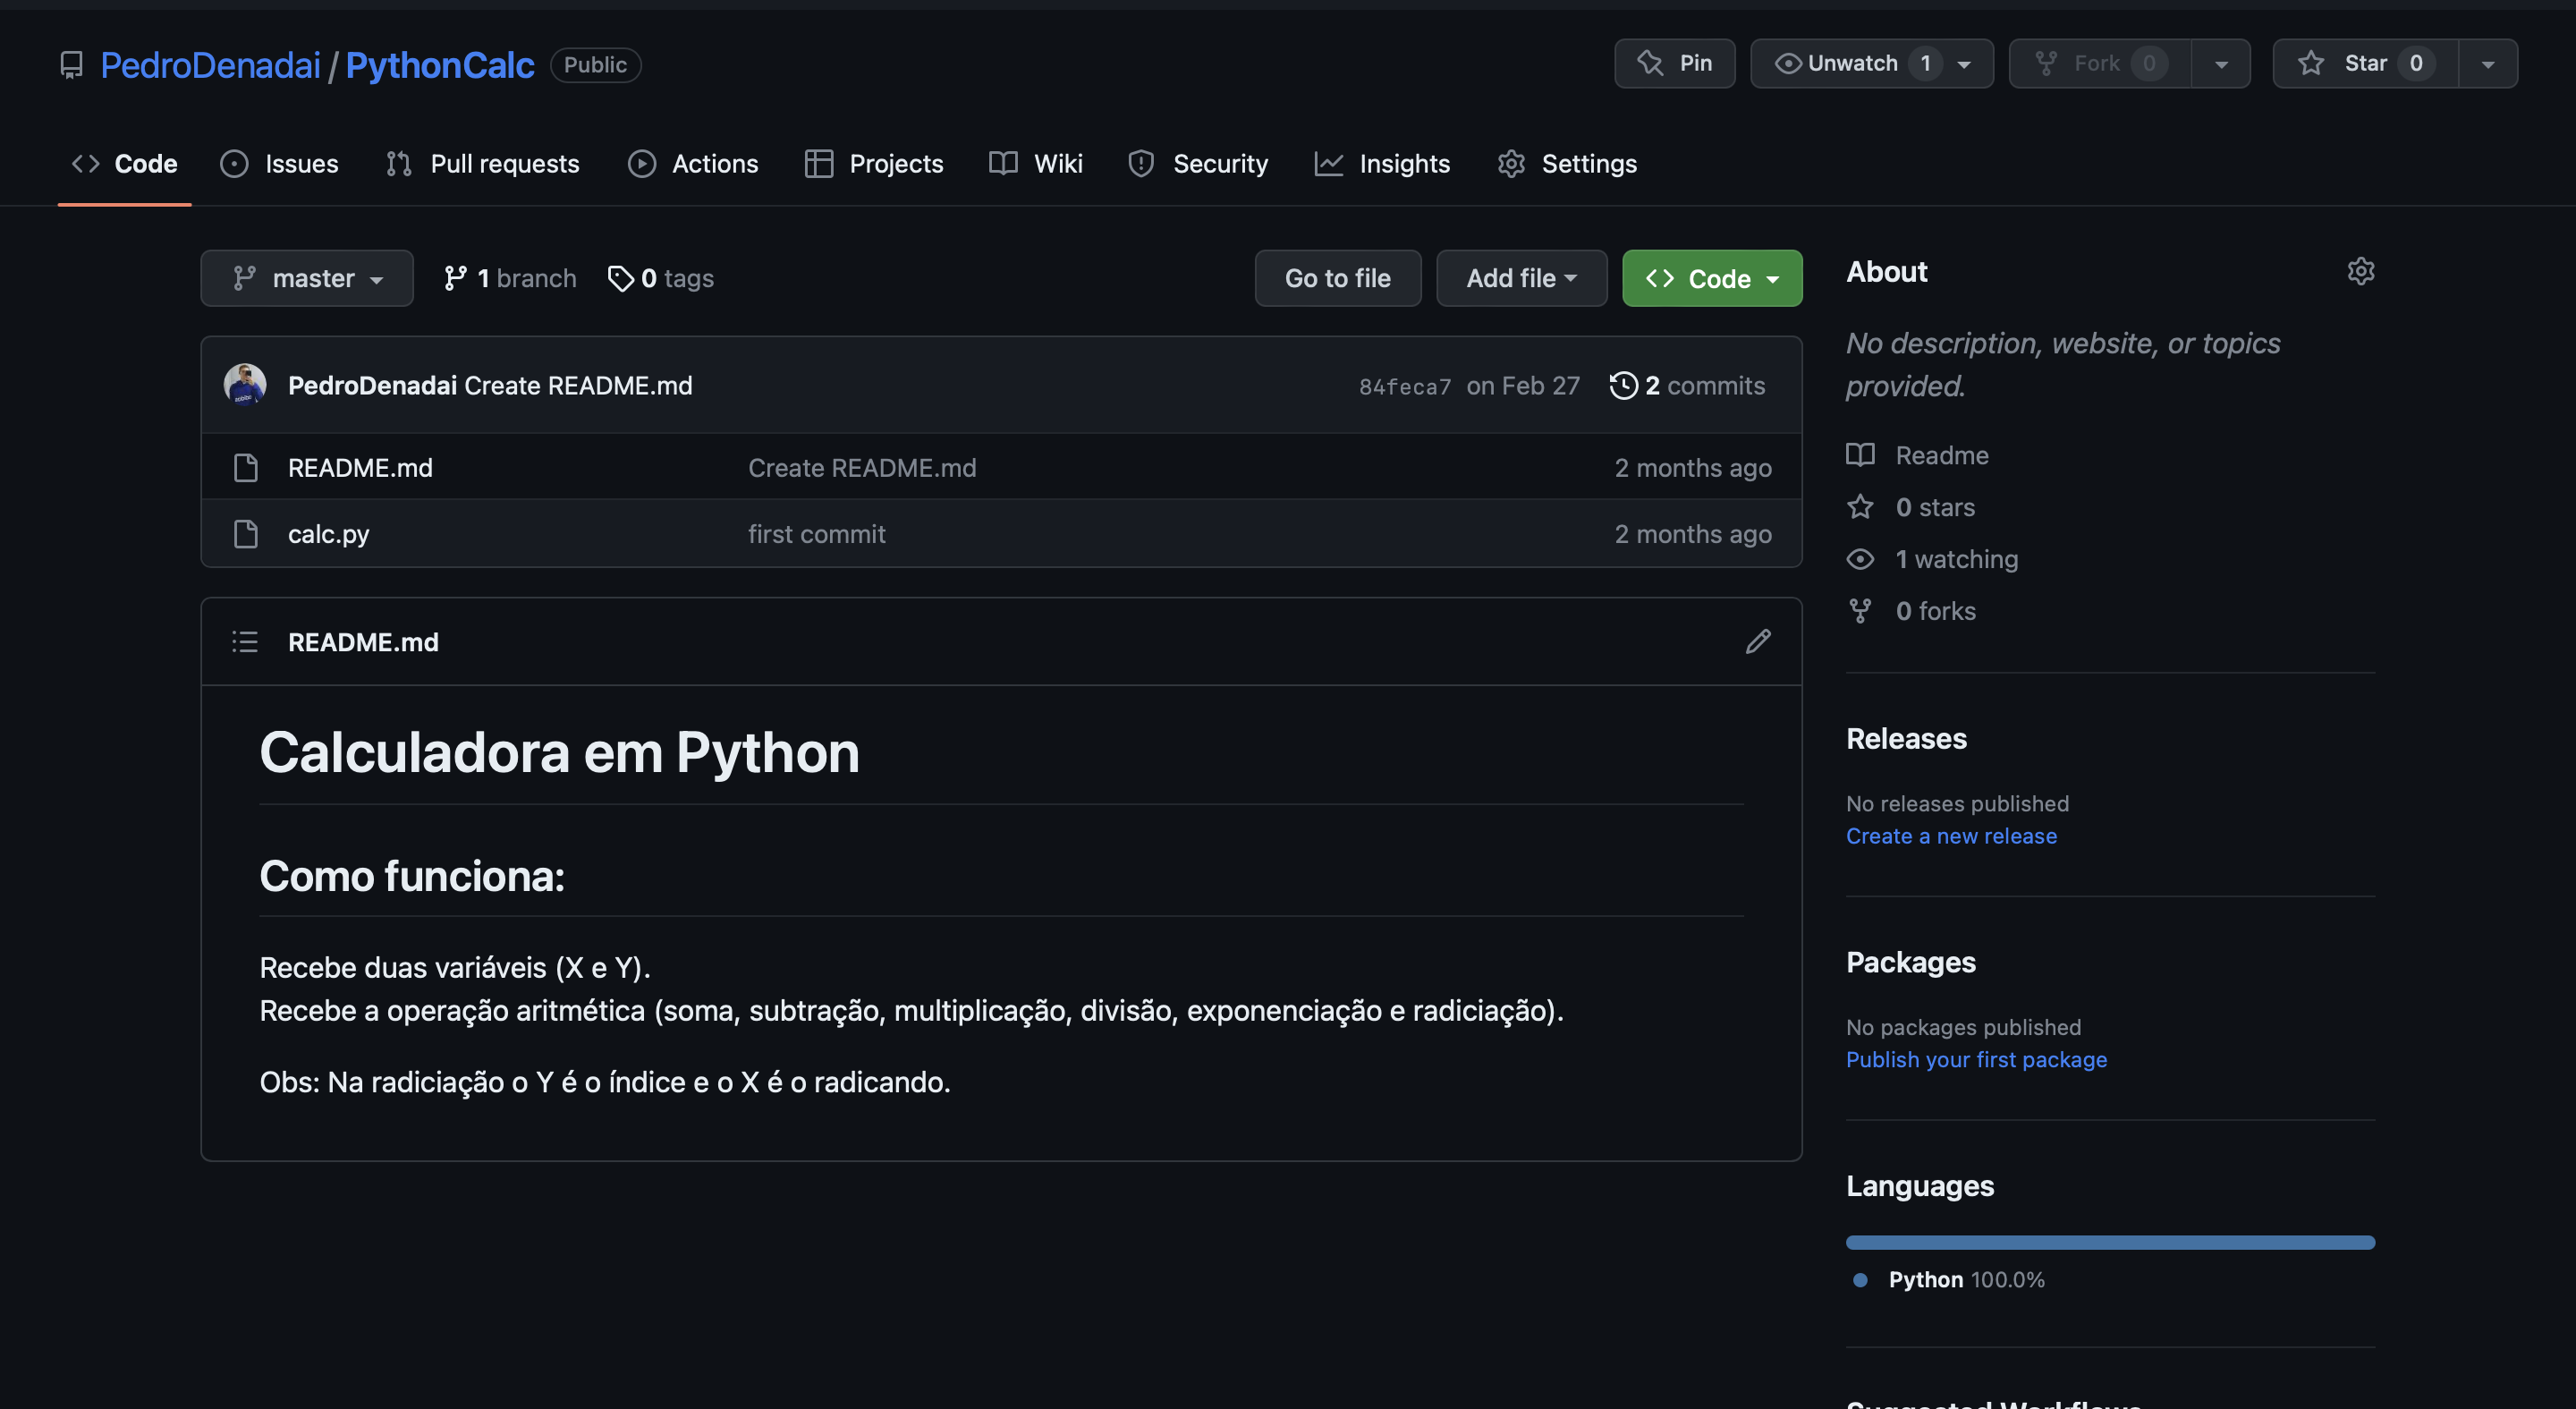 PedroDenadai / PythonCalc Public
Pin Unwatch 1 Fork 0 Star 0
Code Issues Pull requests Actions Projects Wiki Security Insights Settings
master 1 branch 0 tags Go to file Add file Code
PedroDenadai Create README.md 84feca7 on Feb 27 2 commits
README.md Create README.md 2 months ago
calc.py first commit 2 months ago
README.md
Calculadora em Python
Como funciona:
Recebe duas variáveis (X e Y).
Recebe a operação aritmética (soma, subtração, multiplicação, divisão, exponenciação e radiciação).
Obs: Na radiciação o Y é o índice e o X é o radicando.
About
No description, website, or topics
provided.
Readme
0 stars
1 watching
0 forks
Releases
No releases published
Create a new release
Packages
No packages published
Publish your first package
Languages
Python 100.0%
Suggested Workflows